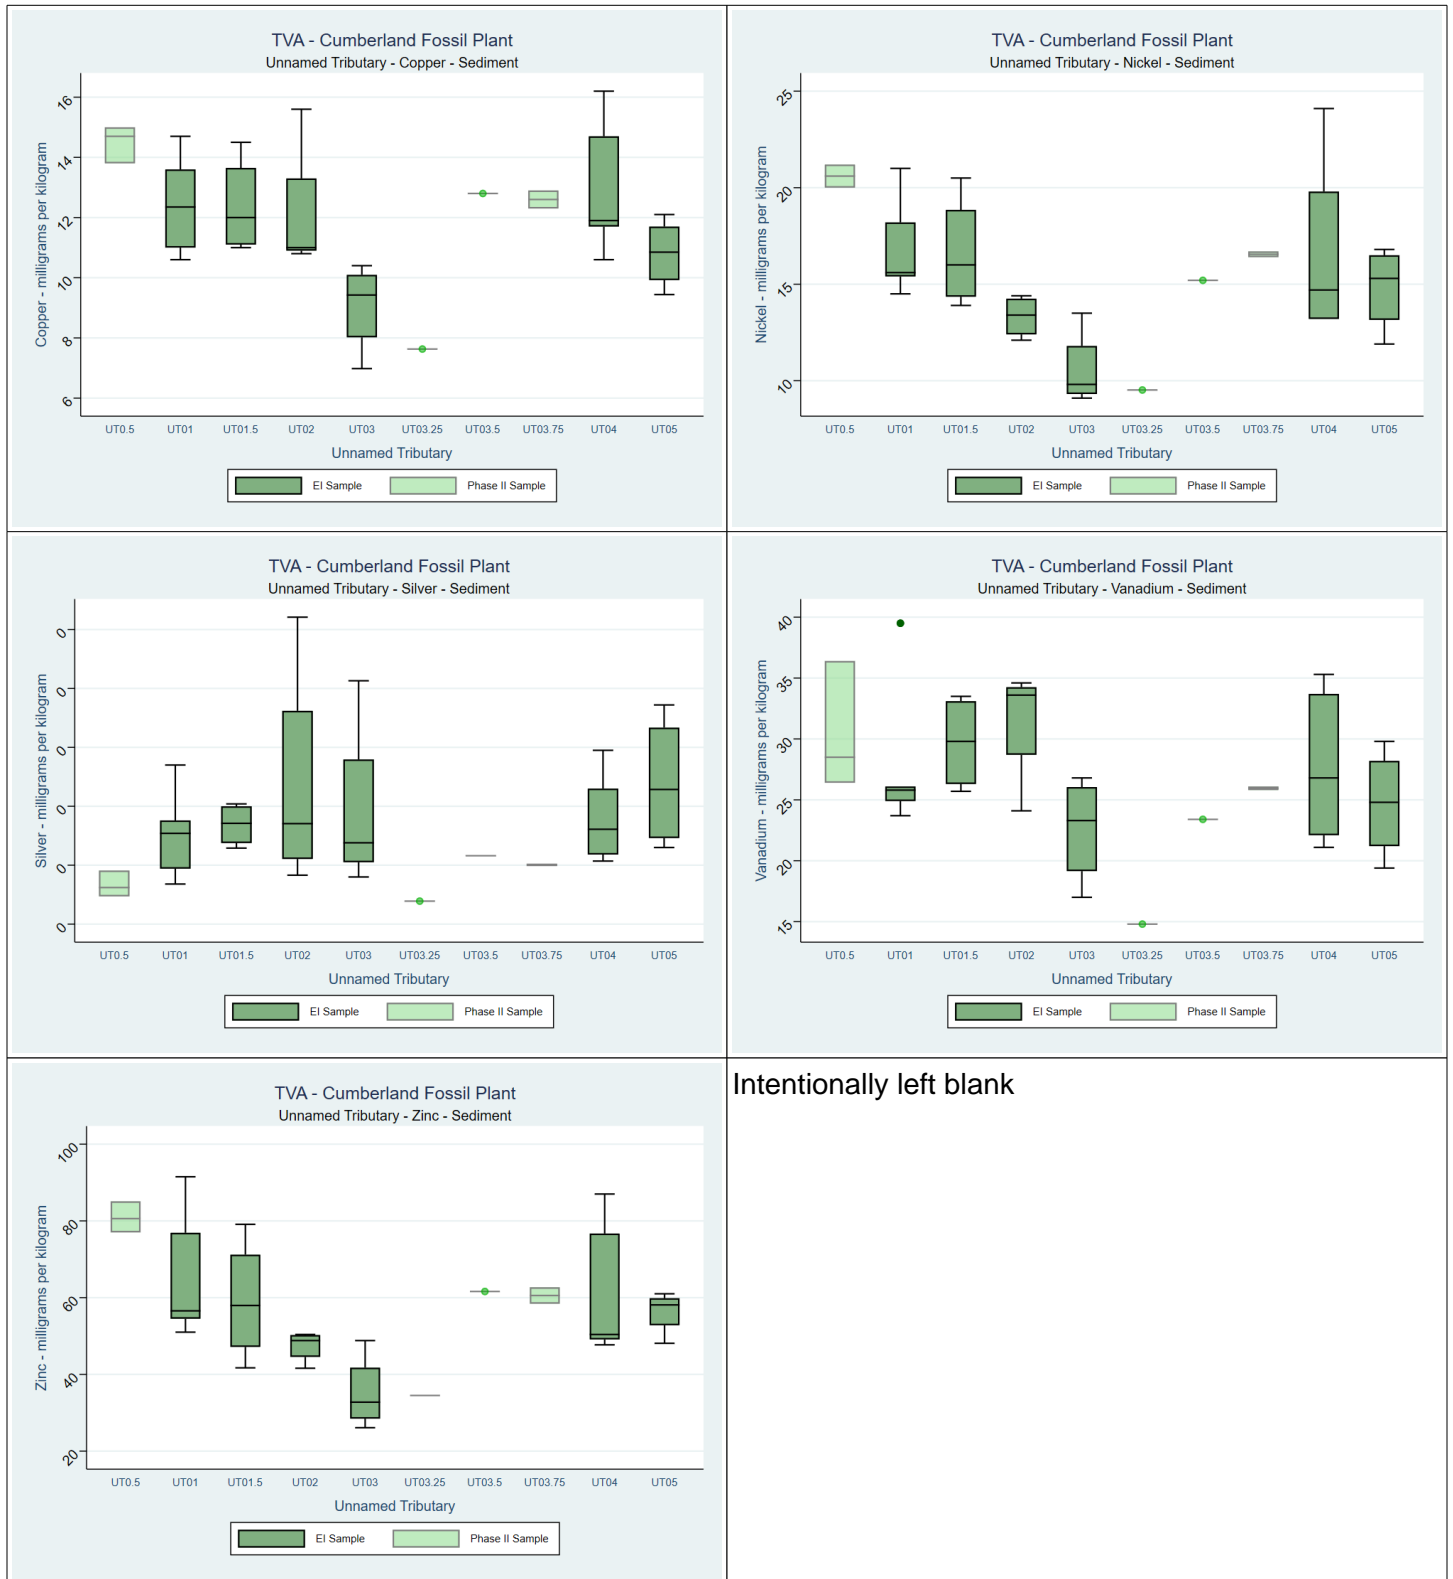 TVA - Cumberland Fossil Plant
Unnamed Tributary - Copper - Sediment
Copper - milligrams per kilogram
16
14
12
10
8
6
UT0.5 UT01 UT01.5 UT02 UT03 UT03.25 UT03.5 UT03.75 UT04 UT05
Unnamed Tributary
EI Sample Phase II Sample
TVA - Cumberland Fossil Plant
Unnamed Tributary - Nickel - Sediment
Nickel - milligrams per kilogram
25
20
15
10
UT0.5 UT01 UT01.5 UT02 UT03 UT03.25 UT03.5 UT03.75 UT04 UT05
Unnamed Tributary
EI Sample Phase II Sample
TVA - Cumberland Fossil Plant
Unnamed Tributary - Silver - Sediment
Silver - milligrams per kilogram
0
0
0
0
0
0
UT0.5 UT01 UT01.5 UT02 UT03 UT03.25 UT03.5 UT03.75 UT04 UT05
Unnamed Tributary
EI Sample Phase II Sample
TVA - Cumberland Fossil Plant
Unnamed Tributary - Vanadium - Sediment
Vanadium - milligrams per kilogram
40
35
30
25
20
15
UT0.5 UT01 UT01.5 UT02 UT03 UT03.25 UT03.5 UT03.75 UT04 UT05
Unnamed Tributary
EI Sample Phase II Sample
TVA - Cumberland Fossil Plant
Unnamed Tributary - Zinc - Sediment
Zinc - milligrams per kilogram
100
80
60
40
20
UT0.5 UT01 UT01.5 UT02 UT03 UT03.25 UT03.5 UT03.75 UT04 UT05
Unnamed Tributary
EI Sample Phase II Sample
Intentionally left blank